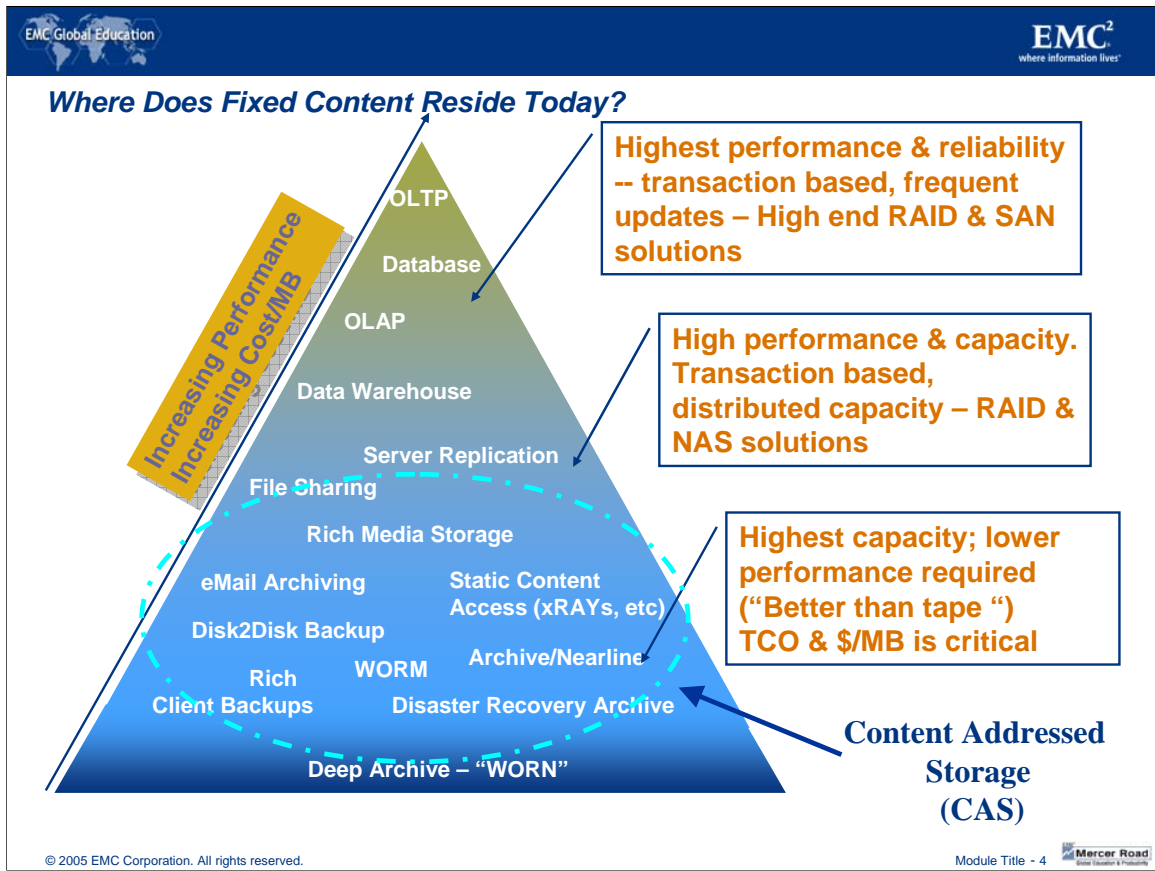 EMC Global Education
EMC²
where information lives®
Where Does Fixed Content Reside Today?
Increasing Performance
Increasing Cost/MB
OLTP
Database
OLAP
Data Warehouse
Server Replication
File Sharing
Rich Media Storage
eMail Archiving
Static Content
Access (xRAYs, etc)
Disk2Disk Backup
WORM
Archive/Nearline
Rich
Client Backups
Disaster Recovery Archive
Deep Archive – “WORN”
Highest performance & reliability
-- transaction based, frequent
updates – High end RAID & SAN
solutions
High performance & capacity.
Transaction based,
distributed capacity – RAID &
NAS solutions
Highest capacity; lower
performance required
(“Better than tape “)
TCO & $/MB is critical
Content Addressed
Storage
(CAS)
© 2005 EMC Corporation. All rights reserved.
Module Title - 4
EMC
Mercer Road
Global Education & Productivity